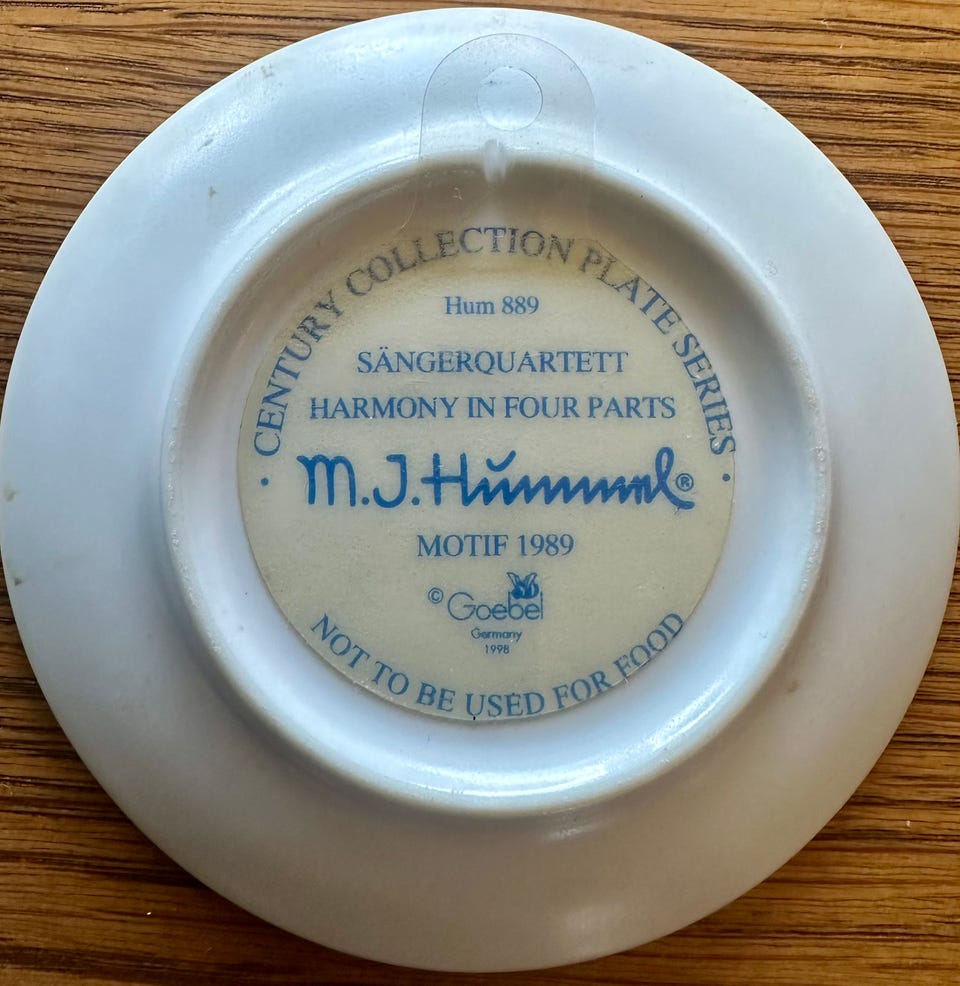 CENTURY COLLECTION PLATE SERIES
Hum 889
SÄNGERQUARTETT
HARMONY IN FOUR PARTS
M.J.Hummel®
MOTIF 1989
© Goebel
Germany
1998
NOT TO BE USED FOR FOOD